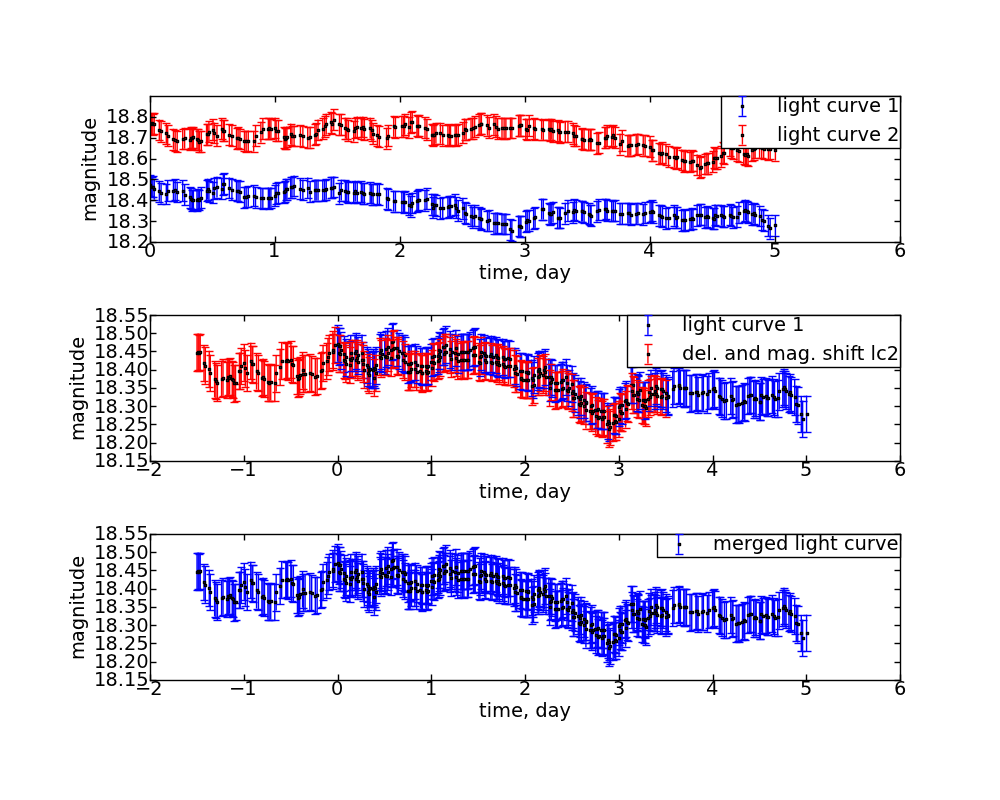 light curve 1
light curve 2
magnitude
18.8
18.7
18.6
18.5
18.4
18.3
18.2
0 1 2 3 4 5 6
time, day
light curve 1
del. and mag. shift lc2
magnitude
18.55
18.50
18.45
18.40
18.35
18.30
18.25
18.20
18.15
−2 −1 0 1 2 3 4 5 6
time, day
merged light curve
magnitude
18.55
18.50
18.45
18.40
18.35
18.30
18.25
18.20
18.15
−2 −1 0 1 2 3 4 5 6
time, day